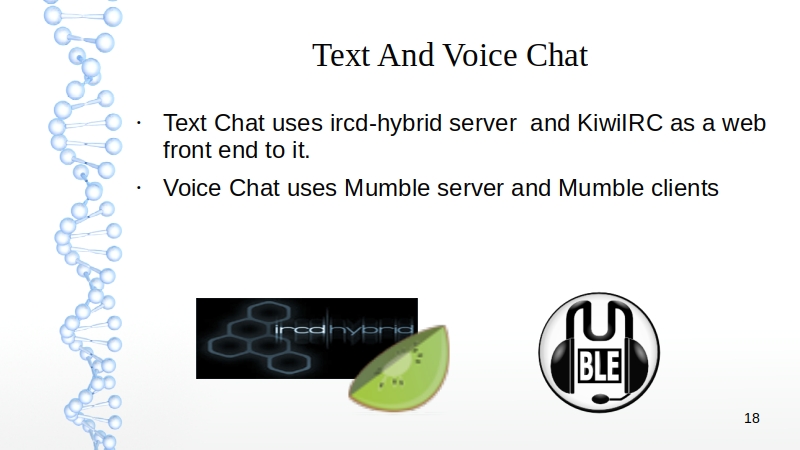 Text And Voice Chat
· Text Chat uses ircd-hybrid server  and KiwiIRC as a web
front end to it.
· Voice Chat uses Mumble server and Mumble clients
ircd|hybrid
BLE
18